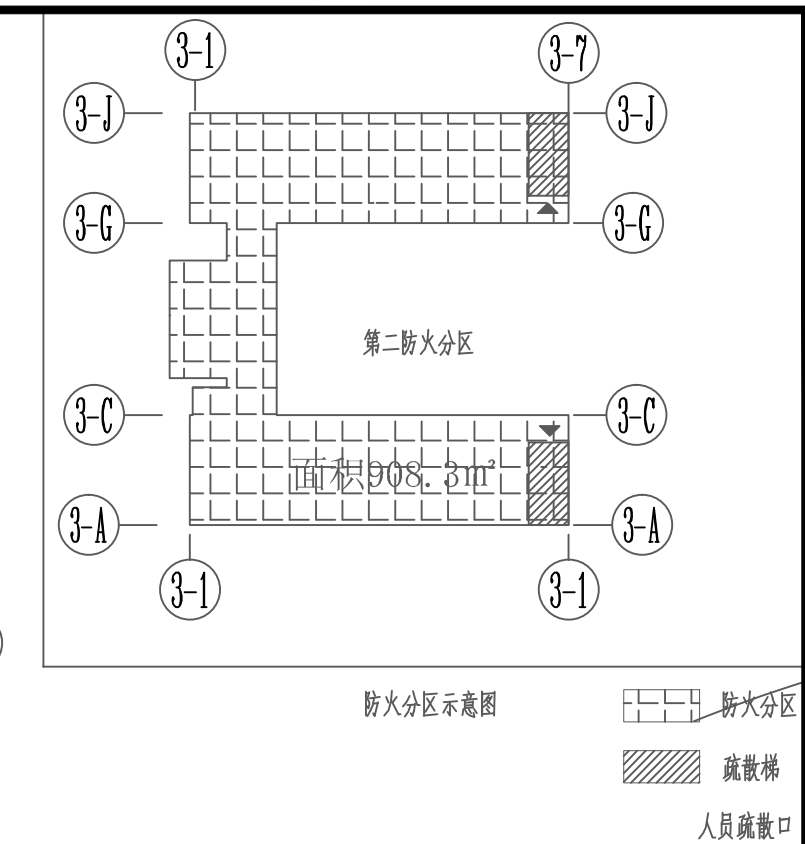 3-1 3-7
3-J 3-J
3-G 3-G
第二防火分区
3-C 3-C
面积908.3m²
3-A 3-A
3-1 3-1
防火分区示意图 防火分区
疏散梯
人员疏散口